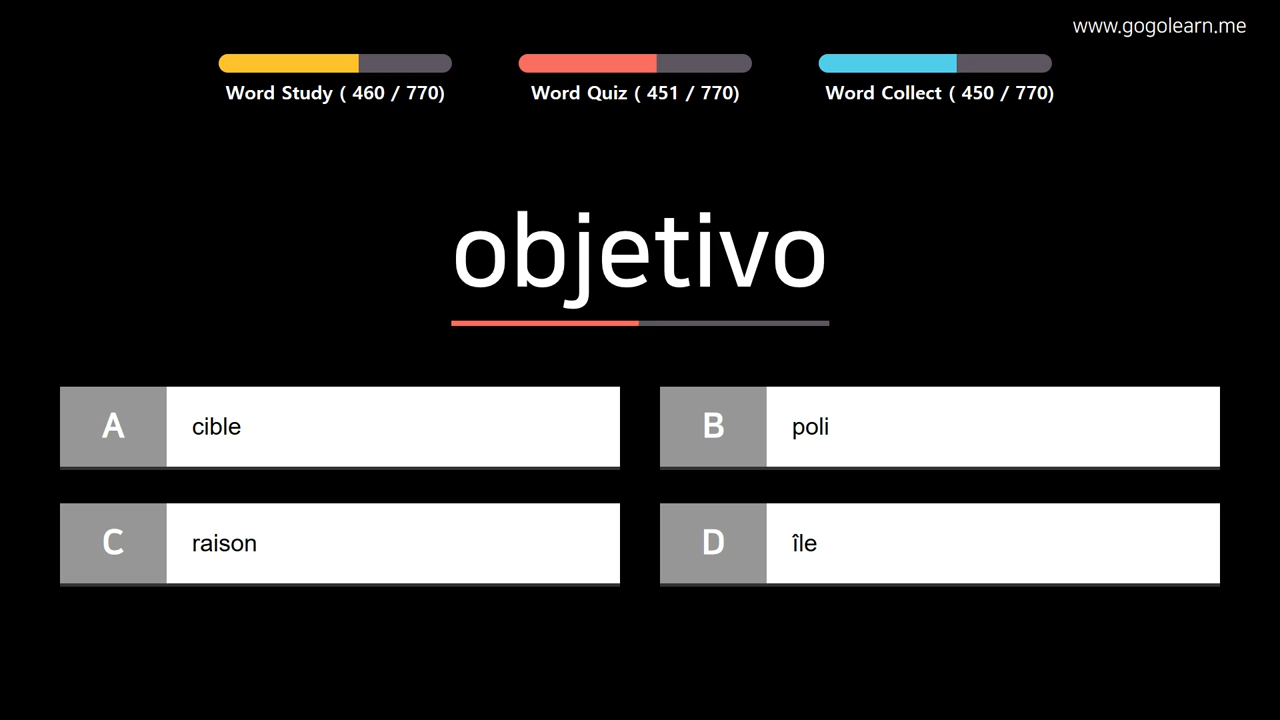 www.gogolearn.me
Word Study ( 460 / 770)
Word Quiz ( 451 / 770)
Word Collect ( 450 / 770)
objetivo
A cible
B poli
C raison
D île